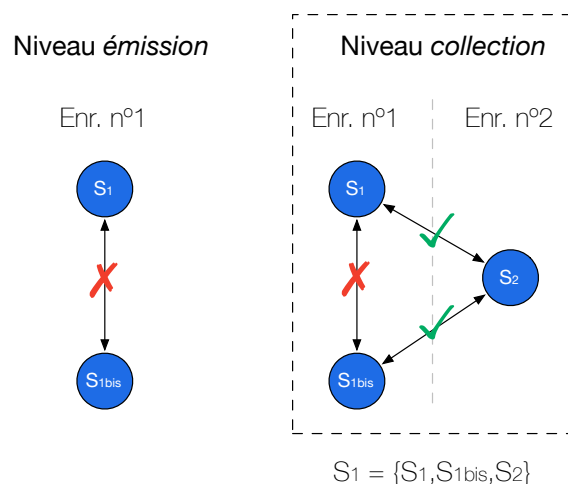 Niveau émission
Niveau collection
Enr. nº1
Enr. nº1
Enr. nº2
S1
S1
S2
S1bis
S1bis
S1 = {S1,S1bis,S2}